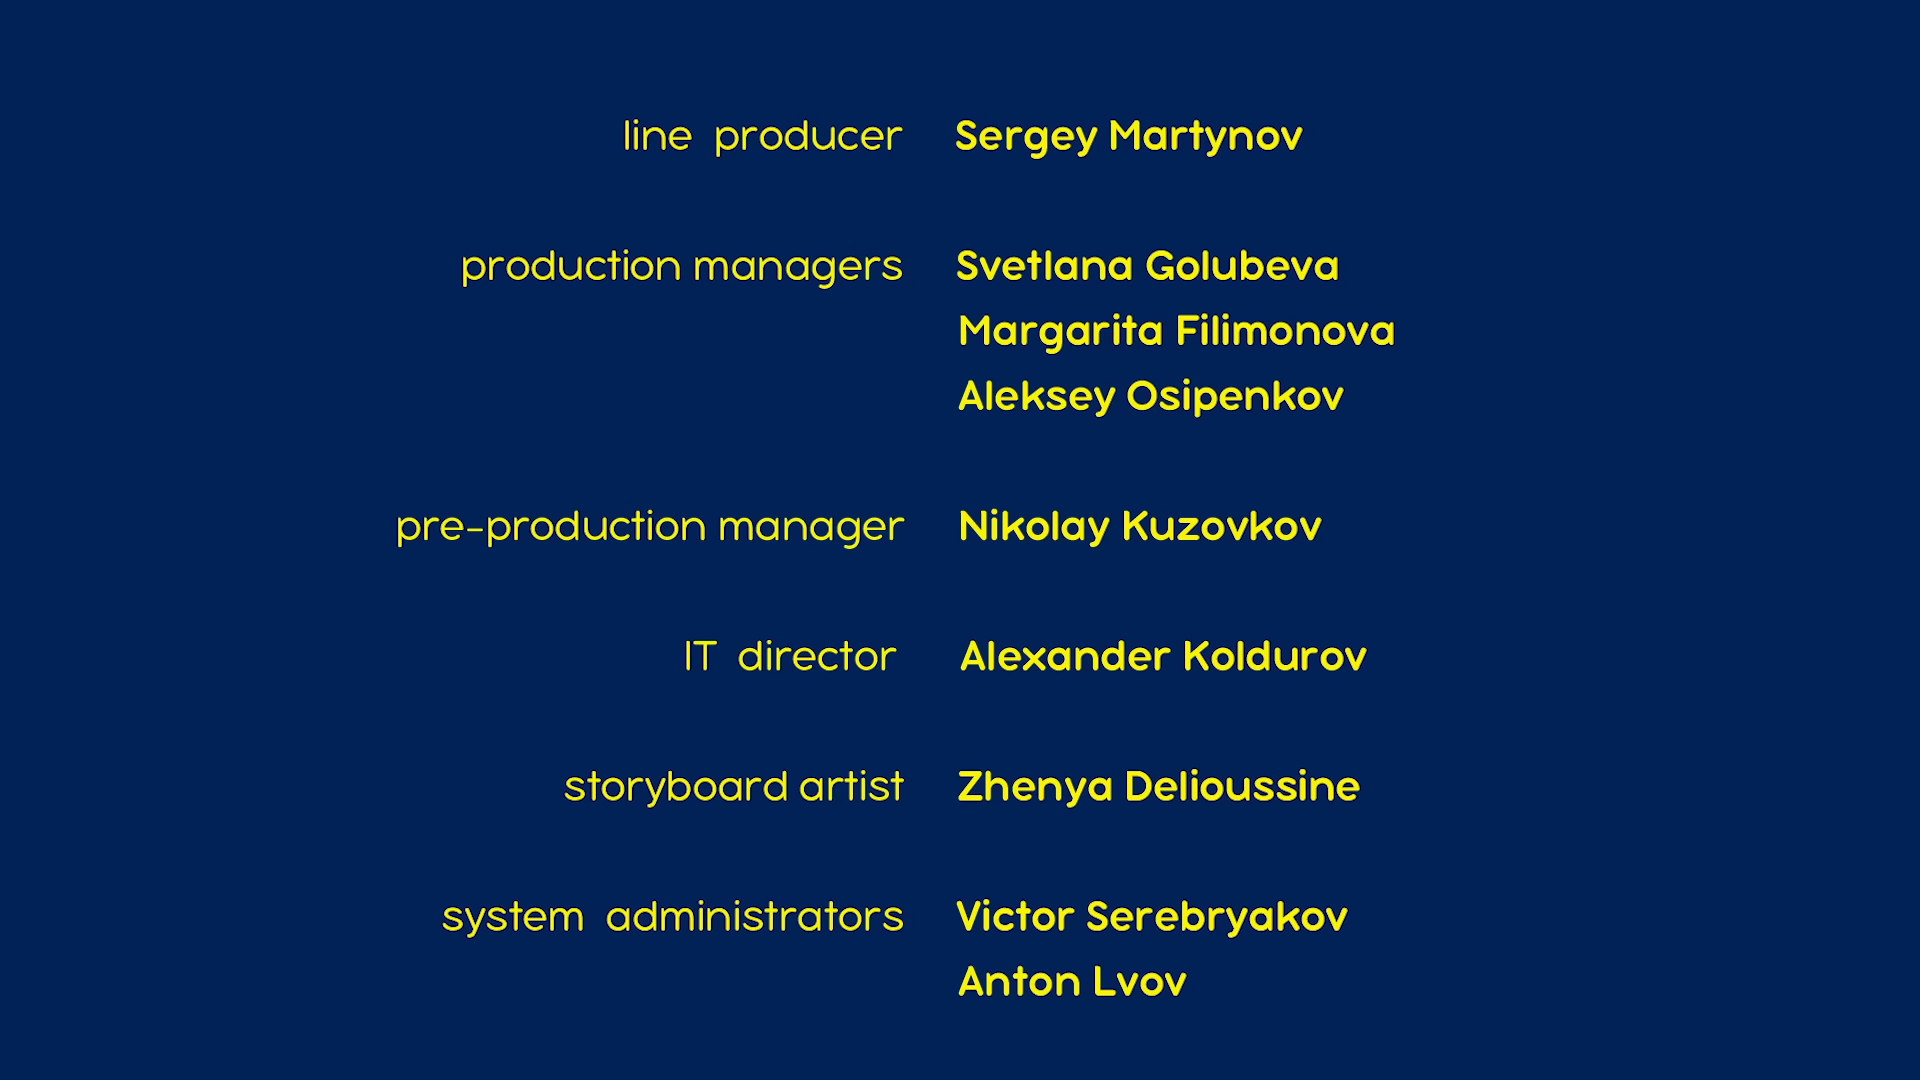 line producer Sergey Martynov
production managers Svetlana Golubeva
Margarita Filimonova
Aleksey Osipenkov
pre-production manager Nikolay Kuzovkov
IT director Alexander Koldurov
storyboard artist Zhenya Delioussine
system administrators Victor Serebryakov
Anton Lvov